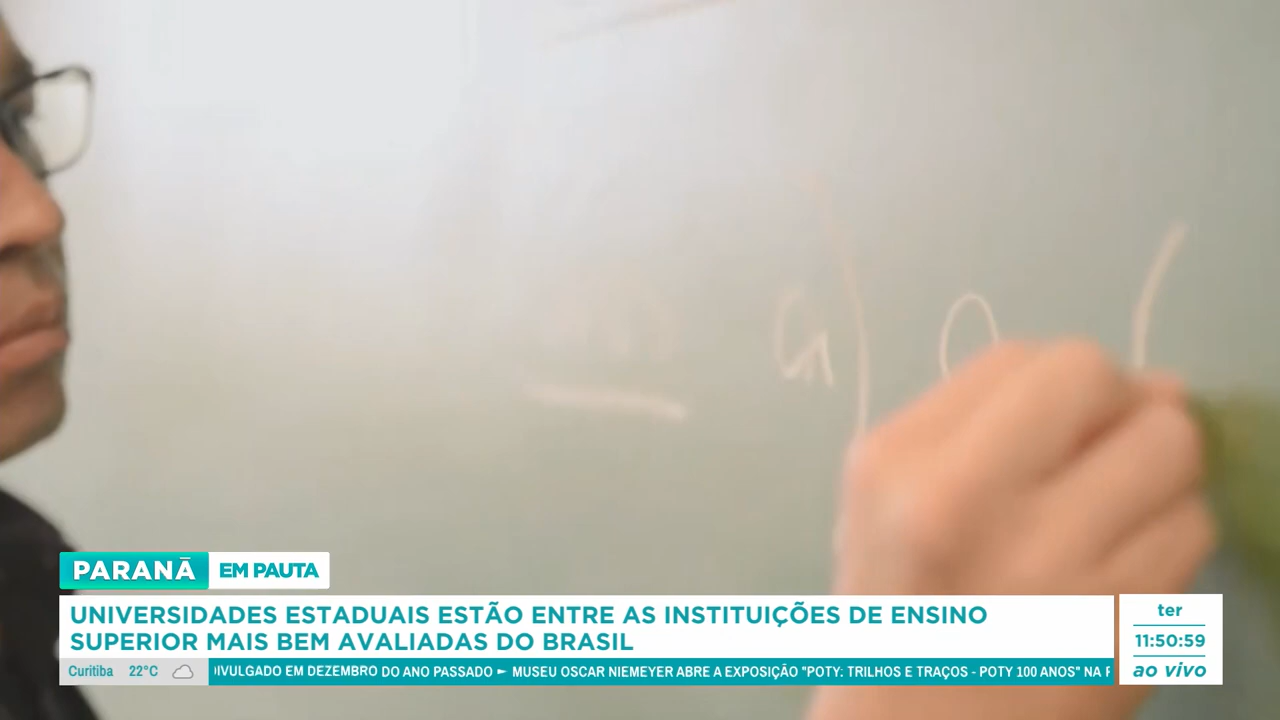 a)
PARANÁ EM PAUTA
UNIVERSIDADES ESTADUAIS ESTÃO ENTRE AS INSTITUIÇÕES DE ENSINO
SUPERIOR MAIS BEM AVALIADAS DO BRASIL
ter
11:50:59
ao vivo
Curitiba 22°C IVULGADO EM DEZEMBRO DO ANO PASSADO ► MUSEU OSCAR NIEMEYER ABRE A EXPOSIÇÃO "POTY: TRILHOS E TRAÇOS - POTY 100 ANOS" NA